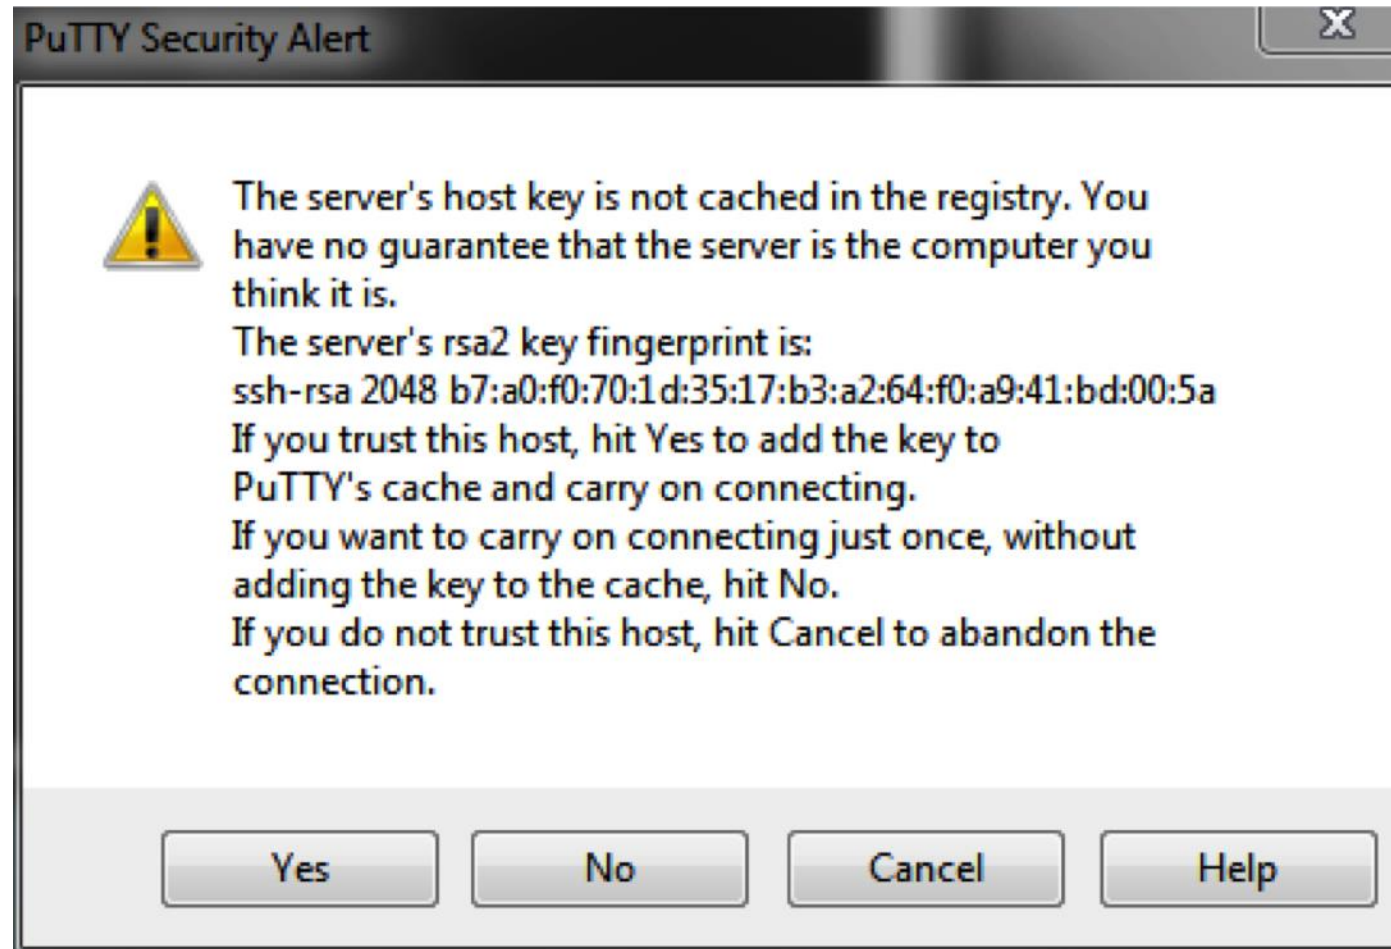 PuTTY Security Alert
The server's host key is not cached in the registry. You
have no guarantee that the server is the computer you
think it is.
The server's rsa2 key fingerprint is:
ssh-rsa 2048 b7:a0:f0:70:1d:35:17:b3:a2:64:f0:a9:41:bd:00:5a
If you trust this host, hit Yes to add the key to
PuTTY's cache and carry on connecting.
If you want to carry on connecting just once, without
adding the key to the cache, hit No.
If you do not trust this host, hit Cancel to abandon the
connection.
Yes No Cancel Help